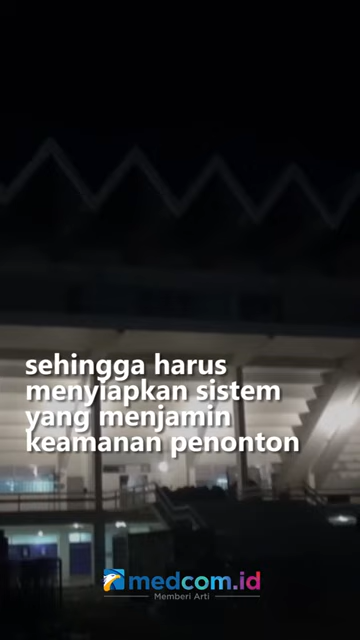 sehingga harus
menyiapkan sistem
yang menjamin
keamanan penonton
medcom.id
Memberi Arti